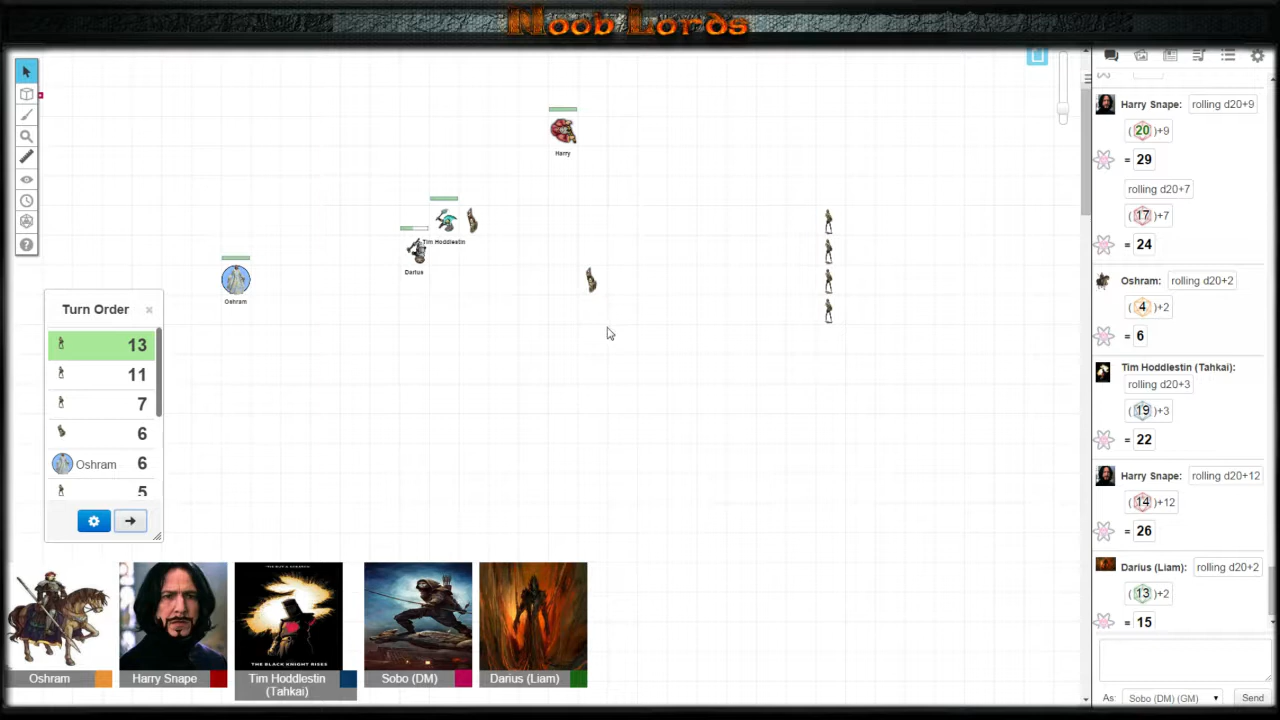 Noob Lords
Harry
Tim Hoddlestin
Darius
Oshram
Turn Order ×
13
11
7
6
Oshram 6
5
Oshram
Harry Snape
THE BLACK KNIGHT RISES
Tim Hoddlestin
(Tahkai)
Sobo (DM)
Darius (Liam)
Harry Snape: rolling d20+9
(20)+9
= 29
rolling d20+7
(17)+7
= 24
Oshram: rolling d20+2
(4)+2
= 6
Tim Hoddlestin (Tahkai):
rolling d20+3
(19)+3
= 22
Harry Snape: rolling d20+12
(14)+12
= 26
Darius (Liam): rolling d20+2
(13)+2
= 15
As: Sobo (DM) (GM) Send